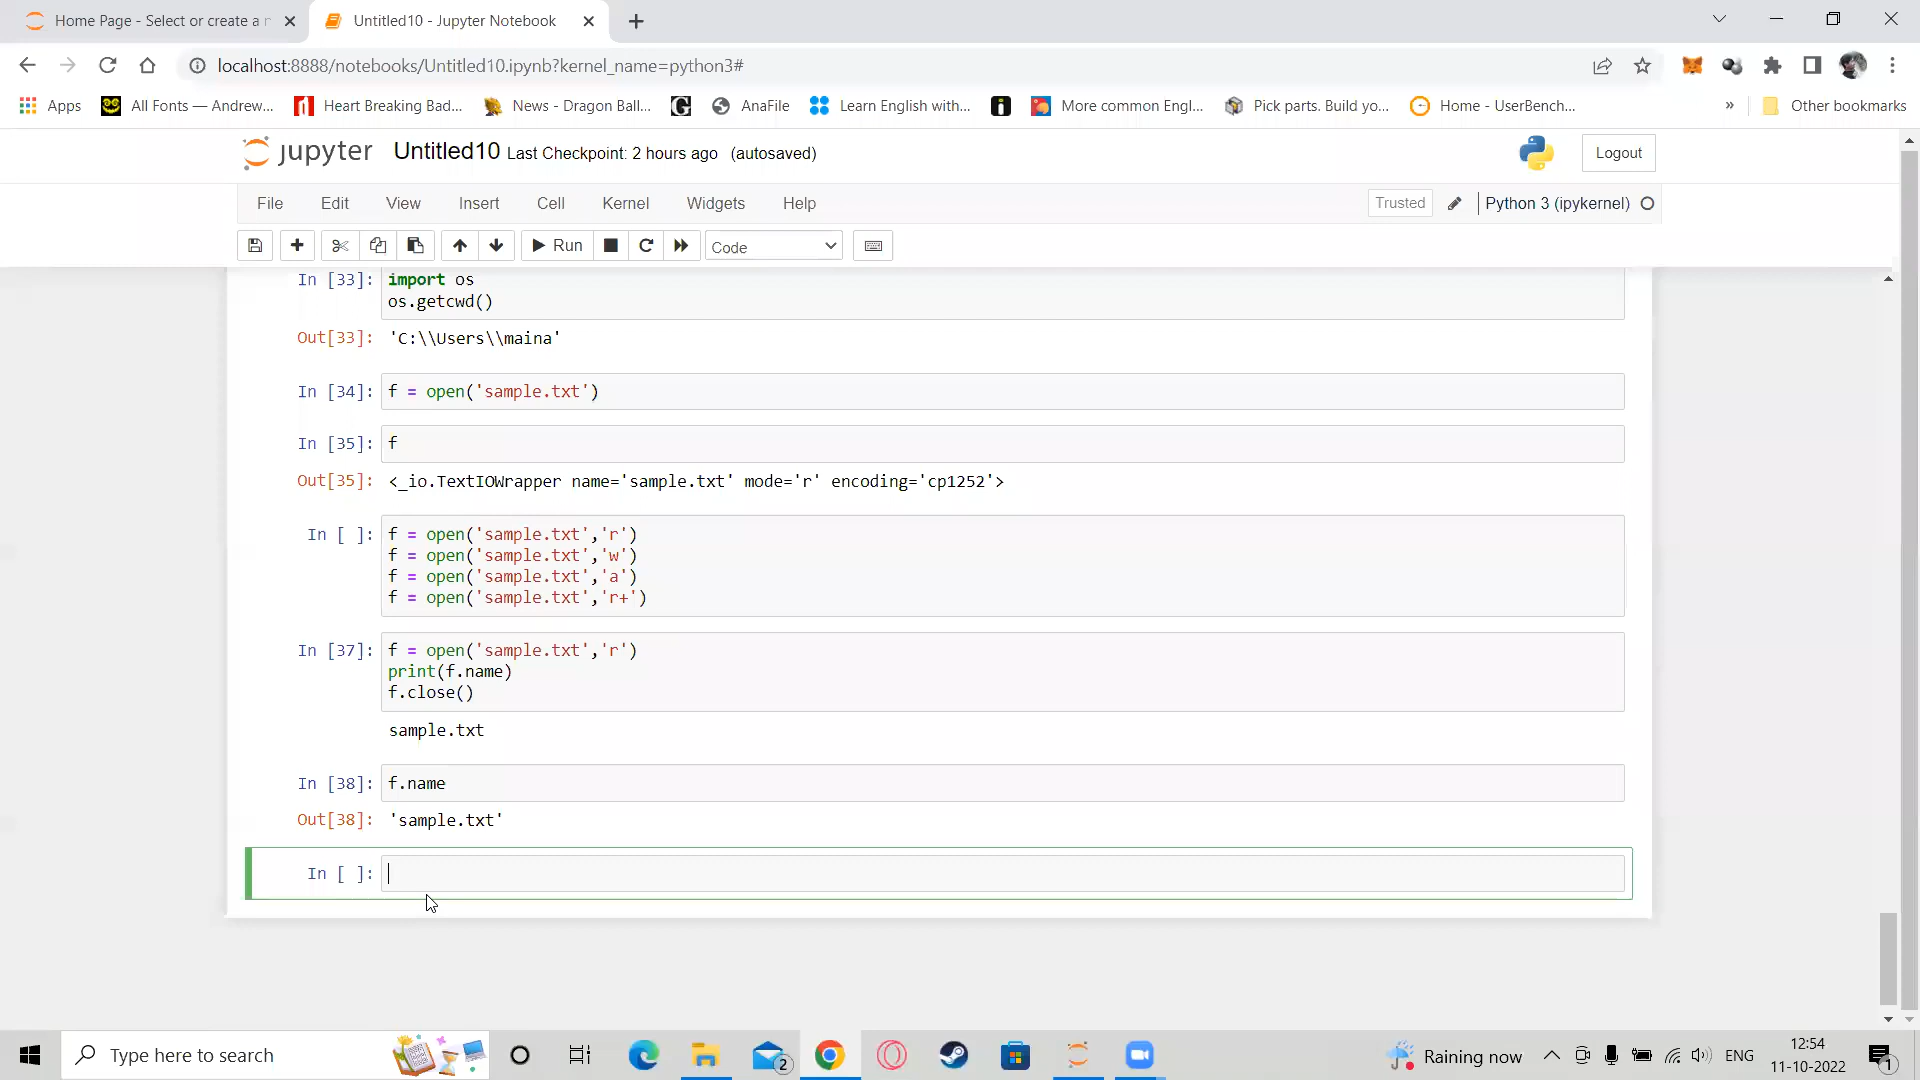 Home Page - Select or create a n
Untitled10 - Jupyter Notebook
localhost:8888/notebooks/Untitled10.ipynb?kernel_name=python3#
Apps
All Fonts — Andrew...
Heart Breaking Bad...
News - Dragon Ball...
AnaFile
Learn English with...
More common Engl...
Pick parts. Build yo...
Home - UserBench...
»
Other bookmarks
jupyter Untitled10 Last Checkpoint: 2 hours ago (autosaved)
Logout
File Edit View Insert Cell Kernel Widgets Help
Trusted
Python 3 (ipykernel)
Run
Code
In [33]: import os
os.getcwd()
Out[33]: 'C:\\Users\\maina'
In [34]: f = open('sample.txt')
In [35]: f
Out[35]: <_io.TextIOWrapper name='sample.txt' mode='r' encoding='cp1252'>
In [ ]: f = open('sample.txt','r')
f = open('sample.txt','w')
f = open('sample.txt','a')
f = open('sample.txt','r+')
In [37]: f = open('sample.txt','r')
print(f.name)
f.close()
sample.txt
In [38]: f.name
Out[38]: 'sample.txt'
In [ ]:
Type here to search
2
Raining now
ENG
12:54
11-10-2022
1